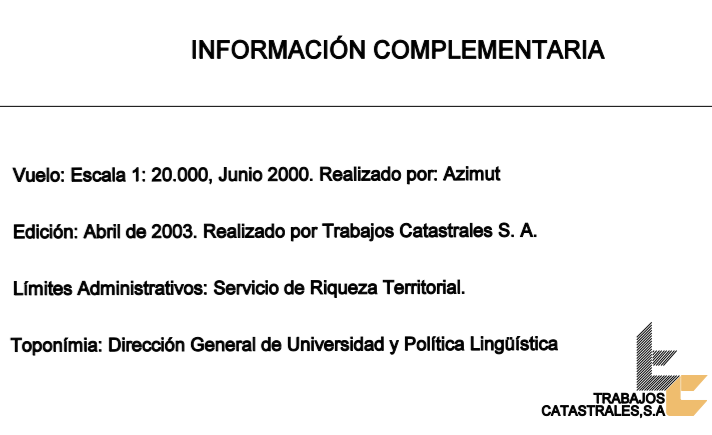 INFORMACIÓN COMPLEMENTARIA
Vuelo: Escala 1: 20.000, Junio 2000. Realizado por: Azimut
Edición: Abril de 2003. Realizado por Trabajos Catastrales S. A.
Límites Administrativos: Servicio de Riqueza Territorial.
Toponímia: Dirección General de Universidad y Política Lingüística
TRABAJOS
CATASTRALES,S.A